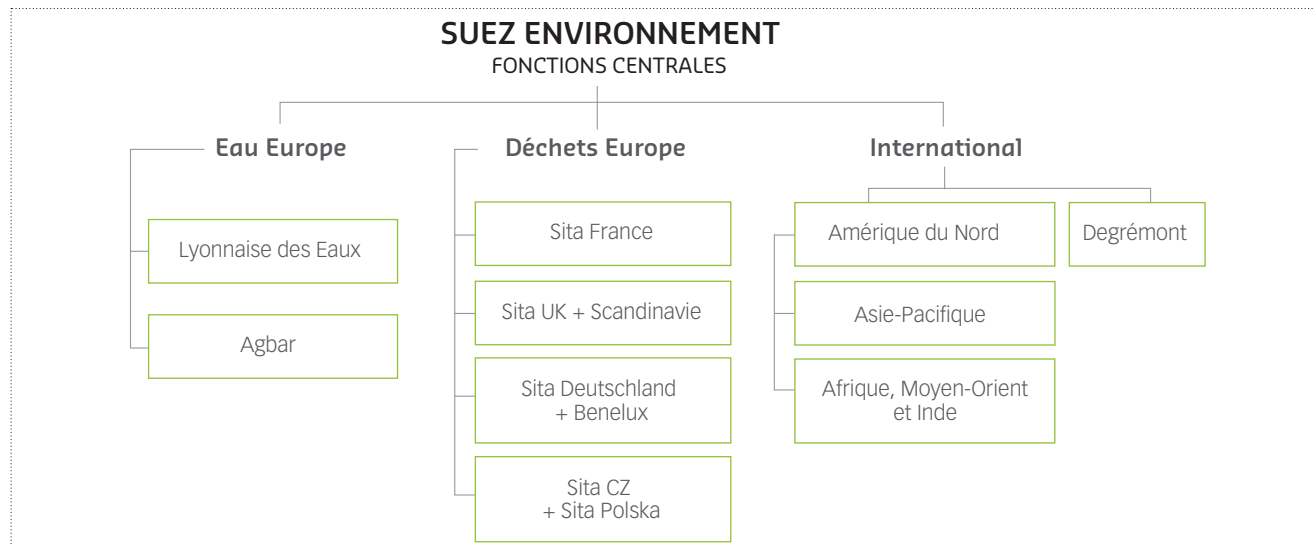 SUEZ ENVIRONNEMENT
FONCTIONS CENTRALES
Eau Europe
Lyonnaise des Eaux
Agbar
Déchets Europe
Sita France
Sita UK + Scandinavie
Sita Deutschland
+ Benelux
Sita CZ
+ Sita Polska
International
Amérique du Nord
Asie-Pacifique
Afrique, Moyen-Orient
et Inde
Degrémont